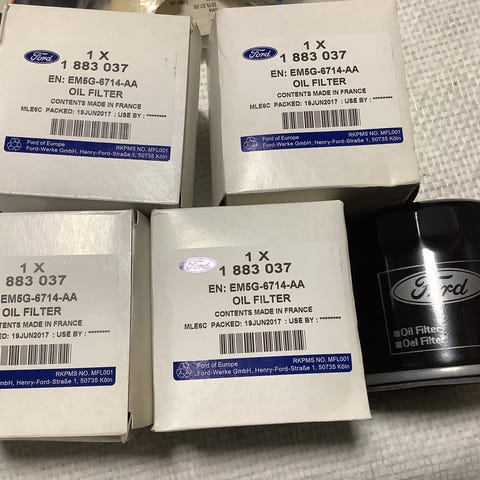 Ford
1 X
1 883 037
EN: EM5G-6714-AA
OIL FILTER
CONTENTS MADE IN FRANCE
MLE6C PACKED: 19JUN2017 : USE BY : --------
RKPMS NO. MFL001
Ford of Europe
Ford-Werke GmbH, Henry-Ford-Straße 1, 50735 Köln
Ford
1 X
1 883 037
EN: EM5G-6714-AA
OIL FILTER
CONTENTS MADE IN FRANCE
MLE6C PACKED: 19JUN2017 : USE BY : --------
RKPMS NO. MFL001
Ford of Europe
Ford-Werke GmbH, Henry-Ford-Straße 1, 50735 Köln
1 X
883 037
EM5G-6714-AA
OIL FILTER
CONTENTS MADE IN FRANCE
PACKED: 19JUN2017 : USE BY : --------
RKPMS NO. MFL001
GmbH, Henry-Ford-Straße 1, 50735 Köln
Ford
1 X
1 883 037
EN: EM5G-6714-AA
OIL FILTER
CONTENTS MADE IN FRANCE
MLE6C PACKED: 19JUN2017 : USE BY : --------
RKPMS NO. MFL001
Ford of Europe
Ford-Werke GmbH, Henry-Ford-Straße 1, 50735 Köln
Ford
Oil Filter
Oel Filter